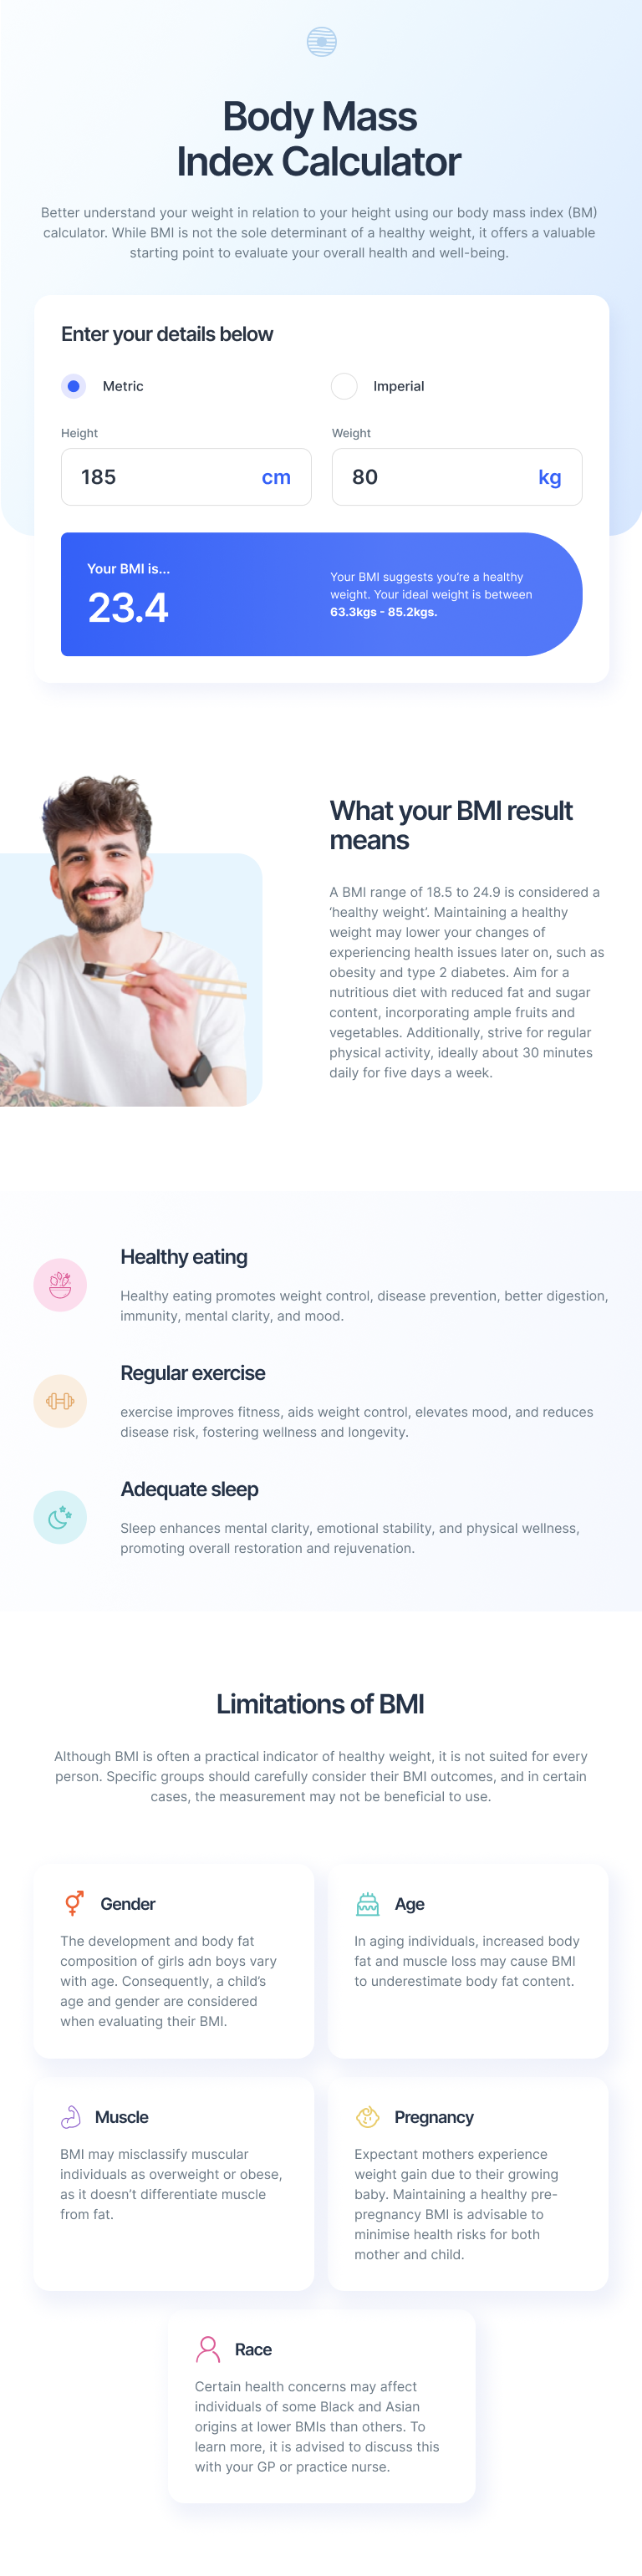 Body Mass
Index Calculator
Better understand your weight in relation to your height using our body mass index (BM)
calculator. While BMI is not the sole determinant of a healthy weight, it offers a valuable
starting point to evaluate your overall health and well-being.
Enter your details below
Metric
Imperial
Height
Weight
185 cm
80 kg
Your BMI is...
23.4
Your BMI suggests you’re a healthy
weight. Your ideal weight is between
63.3kgs - 85.2kgs.
What your BMI result
means
A BMI range of 18.5 to 24.9 is considered a
‘healthy weight’. Maintaining a healthy
weight may lower your changes of
experiencing health issues later on, such as
obesity and type 2 diabetes. Aim for a
nutritious diet with reduced fat and sugar
content, incorporating ample fruits and
vegetables. Additionally, strive for regular
physical activity, ideally about 30 minutes
daily for five days a week.
Healthy eating
Healthy eating promotes weight control, disease prevention, better digestion,
immunity, mental clarity, and mood.
Regular exercise
exercise improves fitness, aids weight control, elevates mood, and reduces
disease risk, fostering wellness and longevity.
Adequate sleep
Sleep enhances mental clarity, emotional stability, and physical wellness,
promoting overall restoration and rejuvenation.
Limitations of BMI
Although BMI is often a practical indicator of healthy weight, it is not suited for every
person. Specific groups should carefully consider their BMI outcomes, and in certain
cases, the measurement may not be beneficial to use.
Gender
The development and body fat
composition of girls adn boys vary
with age. Consequently, a child’s
age and gender are considered
when evaluating their BMI.
Age
In aging individuals, increased body
fat and muscle loss may cause BMI
to underestimate body fat content.
Muscle
BMI may misclassify muscular
individuals as overweight or obese,
as it doesn’t differentiate muscle
from fat.
Pregnancy
Expectant mothers experience
weight gain due to their growing
baby. Maintaining a healthy pre-
pregnancy BMI is advisable to
minimise health risks for both
mother and child.
Race
Certain health concerns may affect
individuals of some Black and Asian
origins at lower BMIs than others. To
learn more, it is advised to discuss this
with your GP or practice nurse.